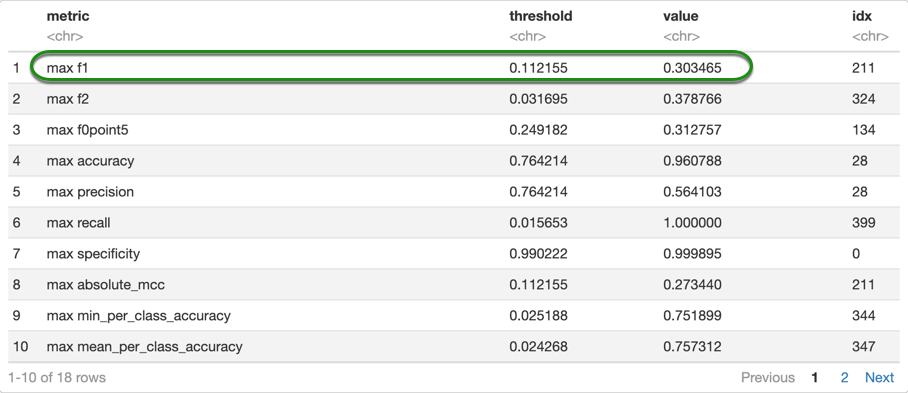 metric threshold value idx
<chr> <chr> <chr> <chr>
1 max f1 0.112155 0.303465 211
2 max f2 0.031695 0.378766 324
3 max f0point5 0.249182 0.312757 134
4 max accuracy 0.764214 0.960788 28
5 max precision 0.764214 0.564103 28
6 max recall 0.015653 1.000000 399
7 max specificity 0.990222 0.999895 0
8 max absolute_mcc 0.112155 0.273440 211
9 max min_per_class_accuracy 0.025188 0.751899 344
10 max mean_per_class_accuracy 0.024268 0.757312 347
1-10 of 18 rows Previous 1 2 Next